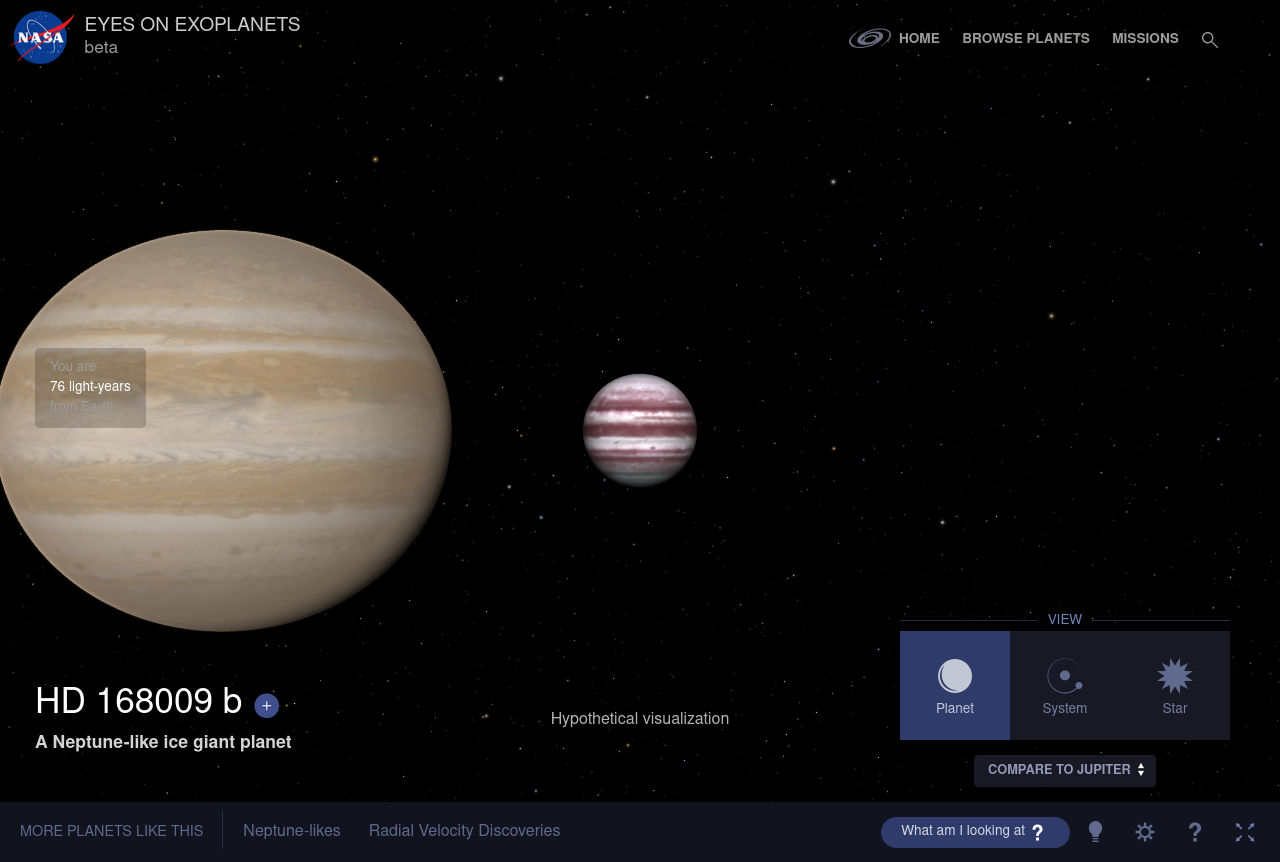 NASA
EYES ON EXOPLANETS
beta
HOME
BROWSE PLANETS
MISSIONS
You are
76 light-years
from Earth
HD 168009 b +
A Neptune-like ice giant planet
Hypothetical visualization
VIEW
Planet
System
Star
COMPARE TO JUPITER
MORE PLANETS LIKE THIS
Neptune-likes
Radial Velocity Discoveries
What am I looking at ?
?